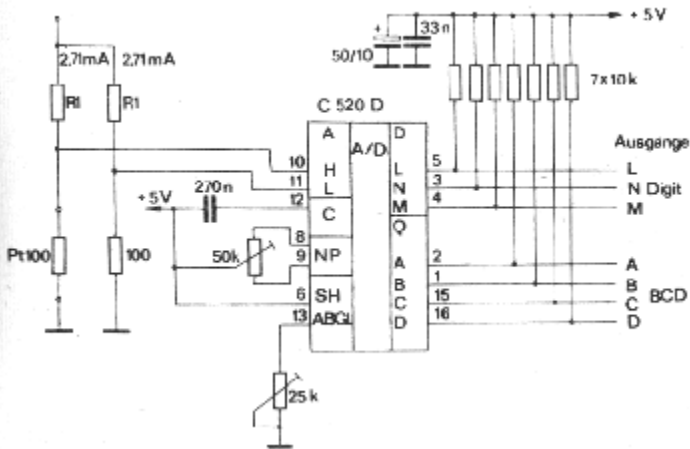 + 5V
33n
+
50/10
7x10k
2,71mA 2,71mA
R1 R1
C 520 D
A D
A/D
Ausgänge
10 H L 5 L
11 L N 3 N Digit
+5V 270n 12 C M 4 M
Q
Pt100 100
50k
8
9 NP
A 2 A
B 1 B
6 SH C 15 C BCD
13 ABGL D 16 D
25k